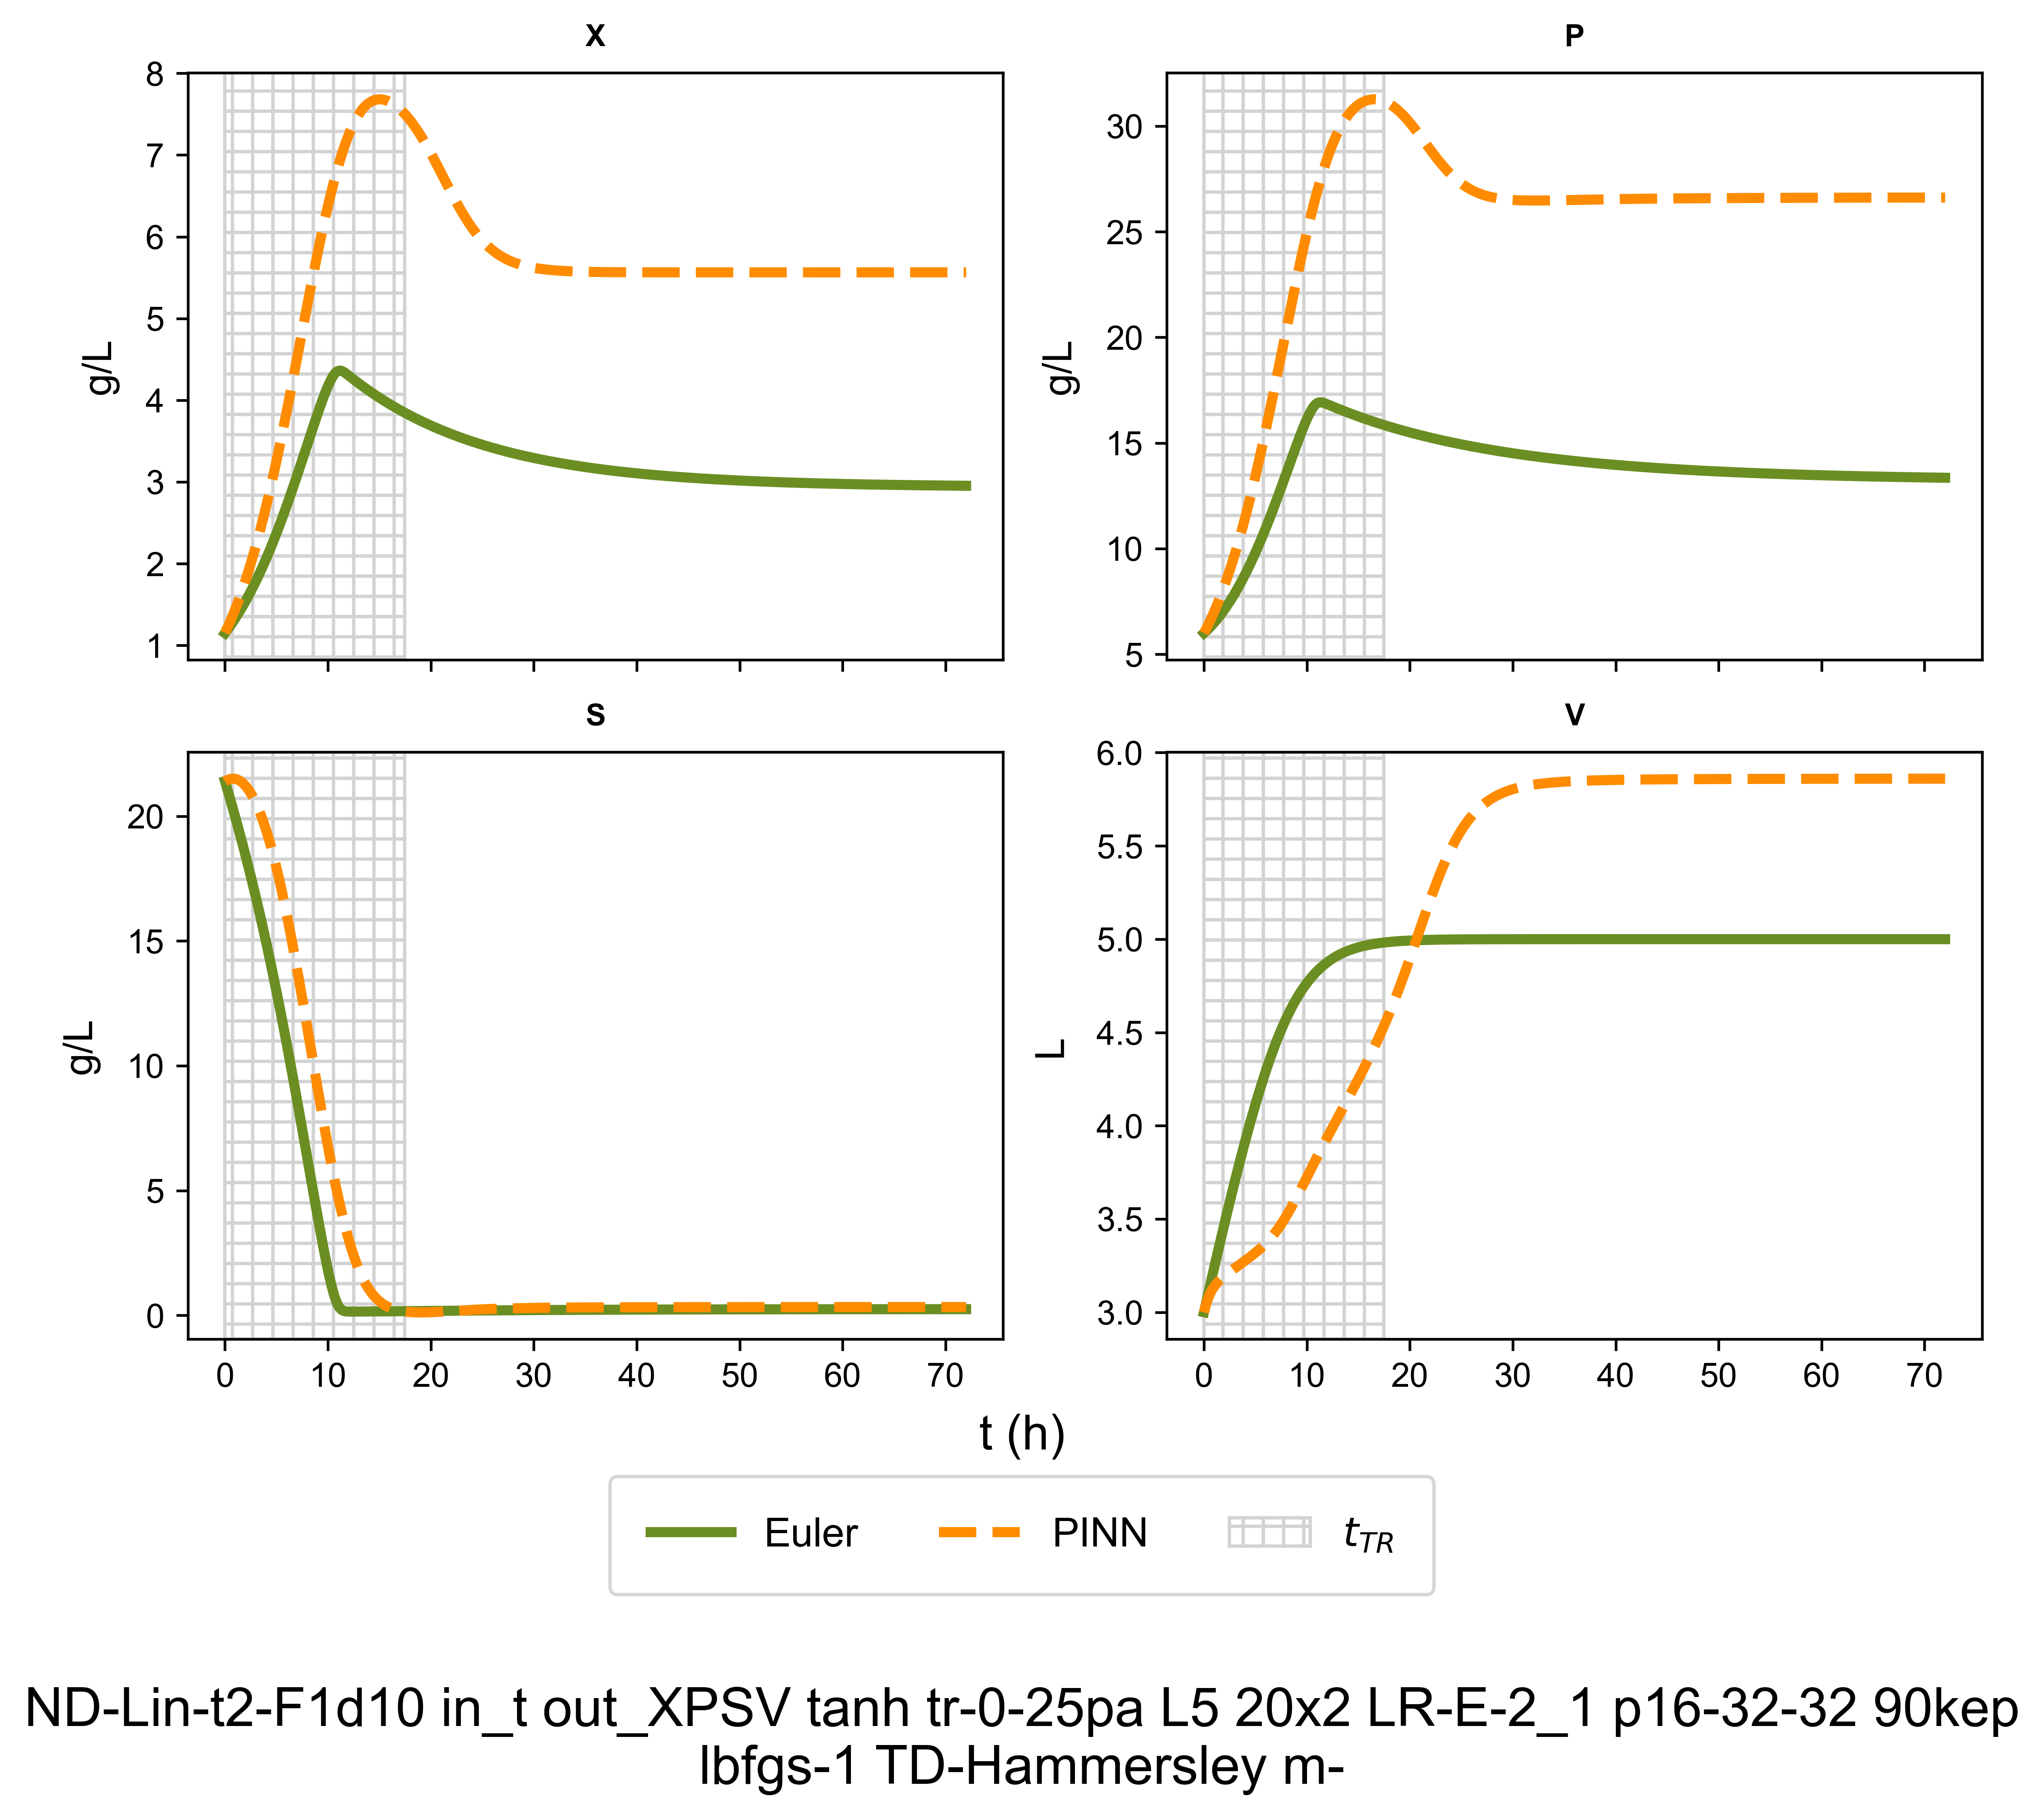 X
8
7
6
5
4
3
2
1
g/L
P
30
25
20
15
10
5
g/L
S
20
15
10
5
0
g/L
0 10 20 30 40 50 60 70
V
6.0
5.5
5.0
4.5
4.0
3.5
3.0
L
0 10 20 30 40 50 60 70
t (h)
Euler PINN tTR
ND-Lin-t2-F1d10 in_t out_XPSV tanh tr-0-25pa L5 20x2 LR-E-2_1 p16-32-32 90kep
lbfgs-1 TD-Hammersley m-